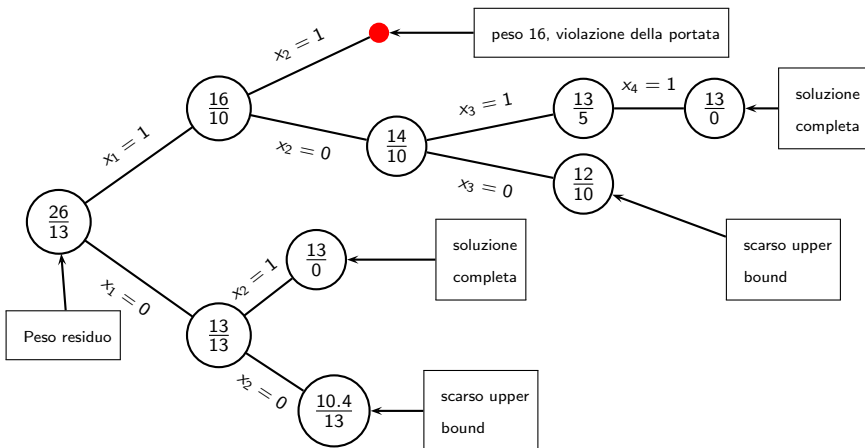 x₂ = 1
peso 16, violazione della portata
16
10
x₃ = 1
13
5
x₄ = 1
13
0
soluzione
completa
x₁ = 1
x₂ = 0
14
10
x₃ = 0
12
10
26
13
soluzione
completa
scarso upper
bound
x₂ = 1
13
0
x₁ = 0
Peso residuo
13
13
x₂ = 0
10.4
13
scarso upper
bound